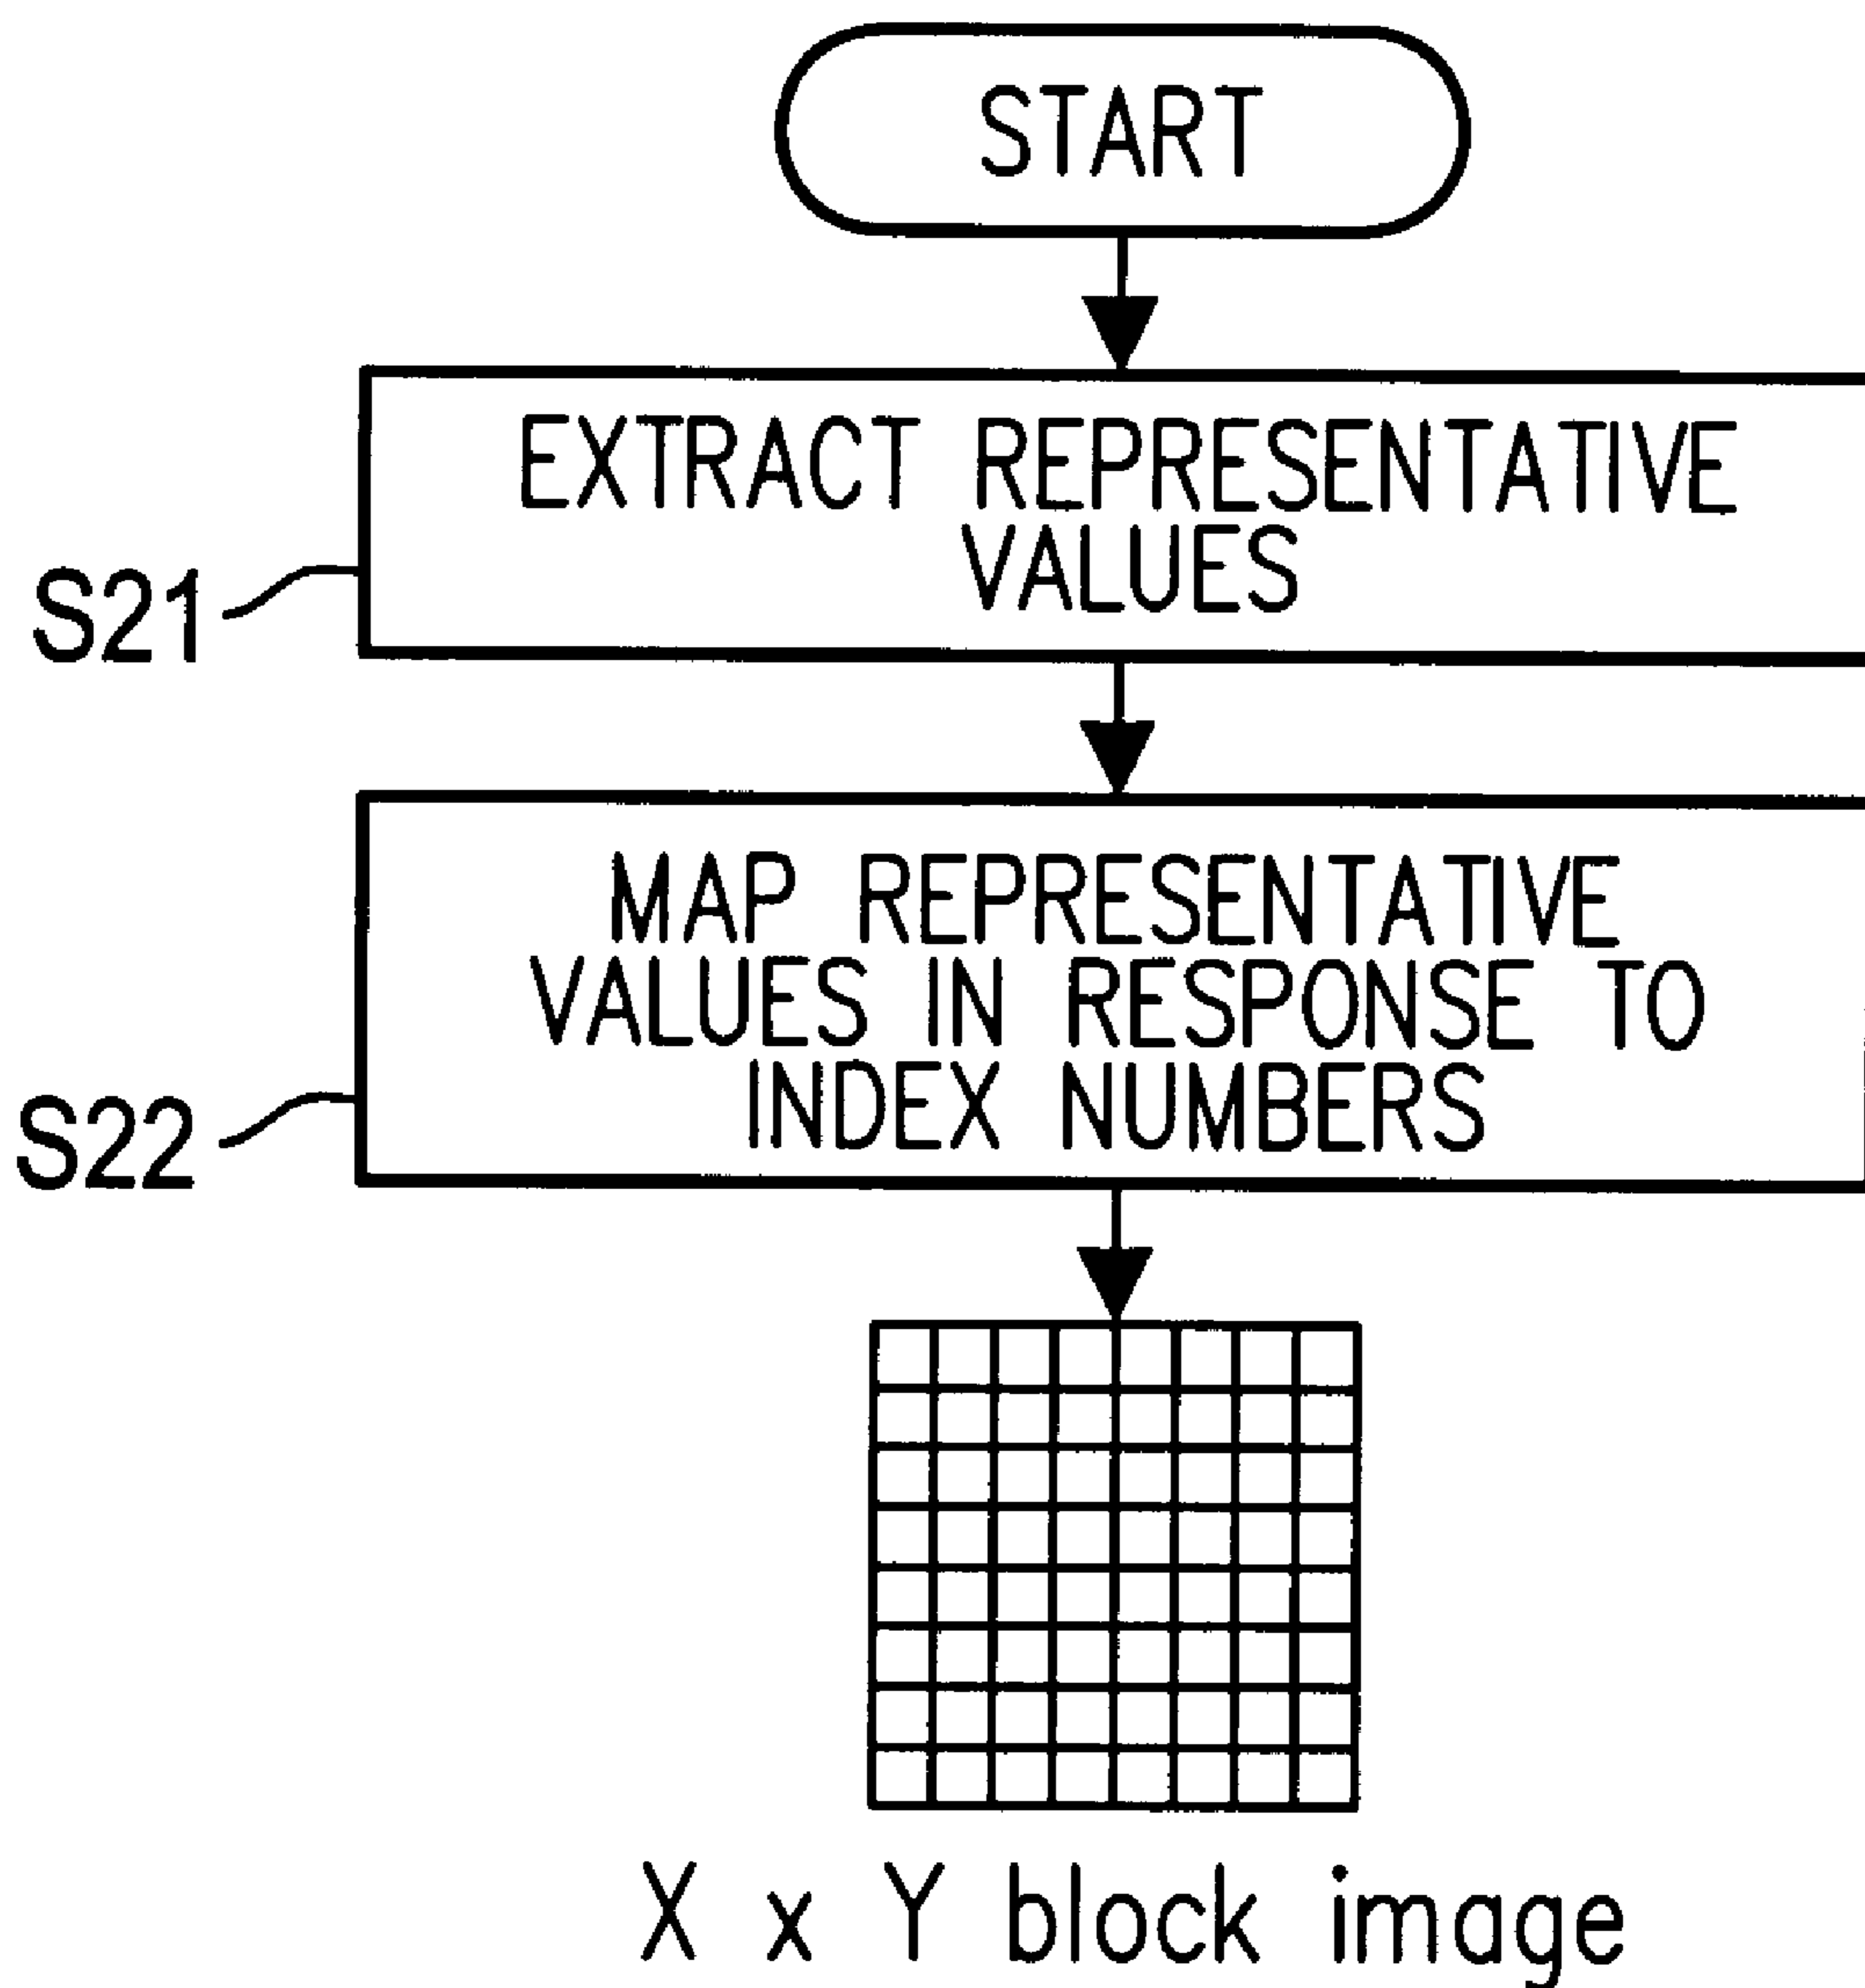 START
EXTRACT REPRESENTATIVE
VALUES
S21
MAP REPRESENTATIVE
VALUES IN RESPONSE TO
INDEX NUMBERS
S22
X x Y block image